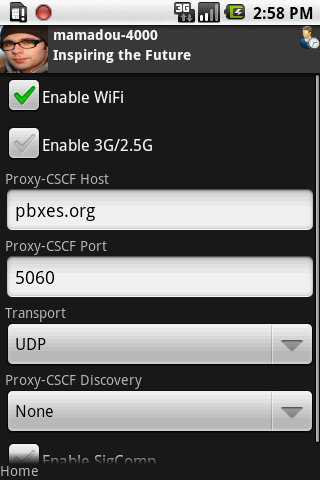 3G
2:58 PM
mamadou-4000
Inspiring the Future
Enable WiFi
Enable 3G/2.5G
Proxy-CSCF Host
pbxes.org
Proxy-CSCF Port
5060
Transport
UDP
Proxy-CSCF Discovery
None
Enable SigComp
Home